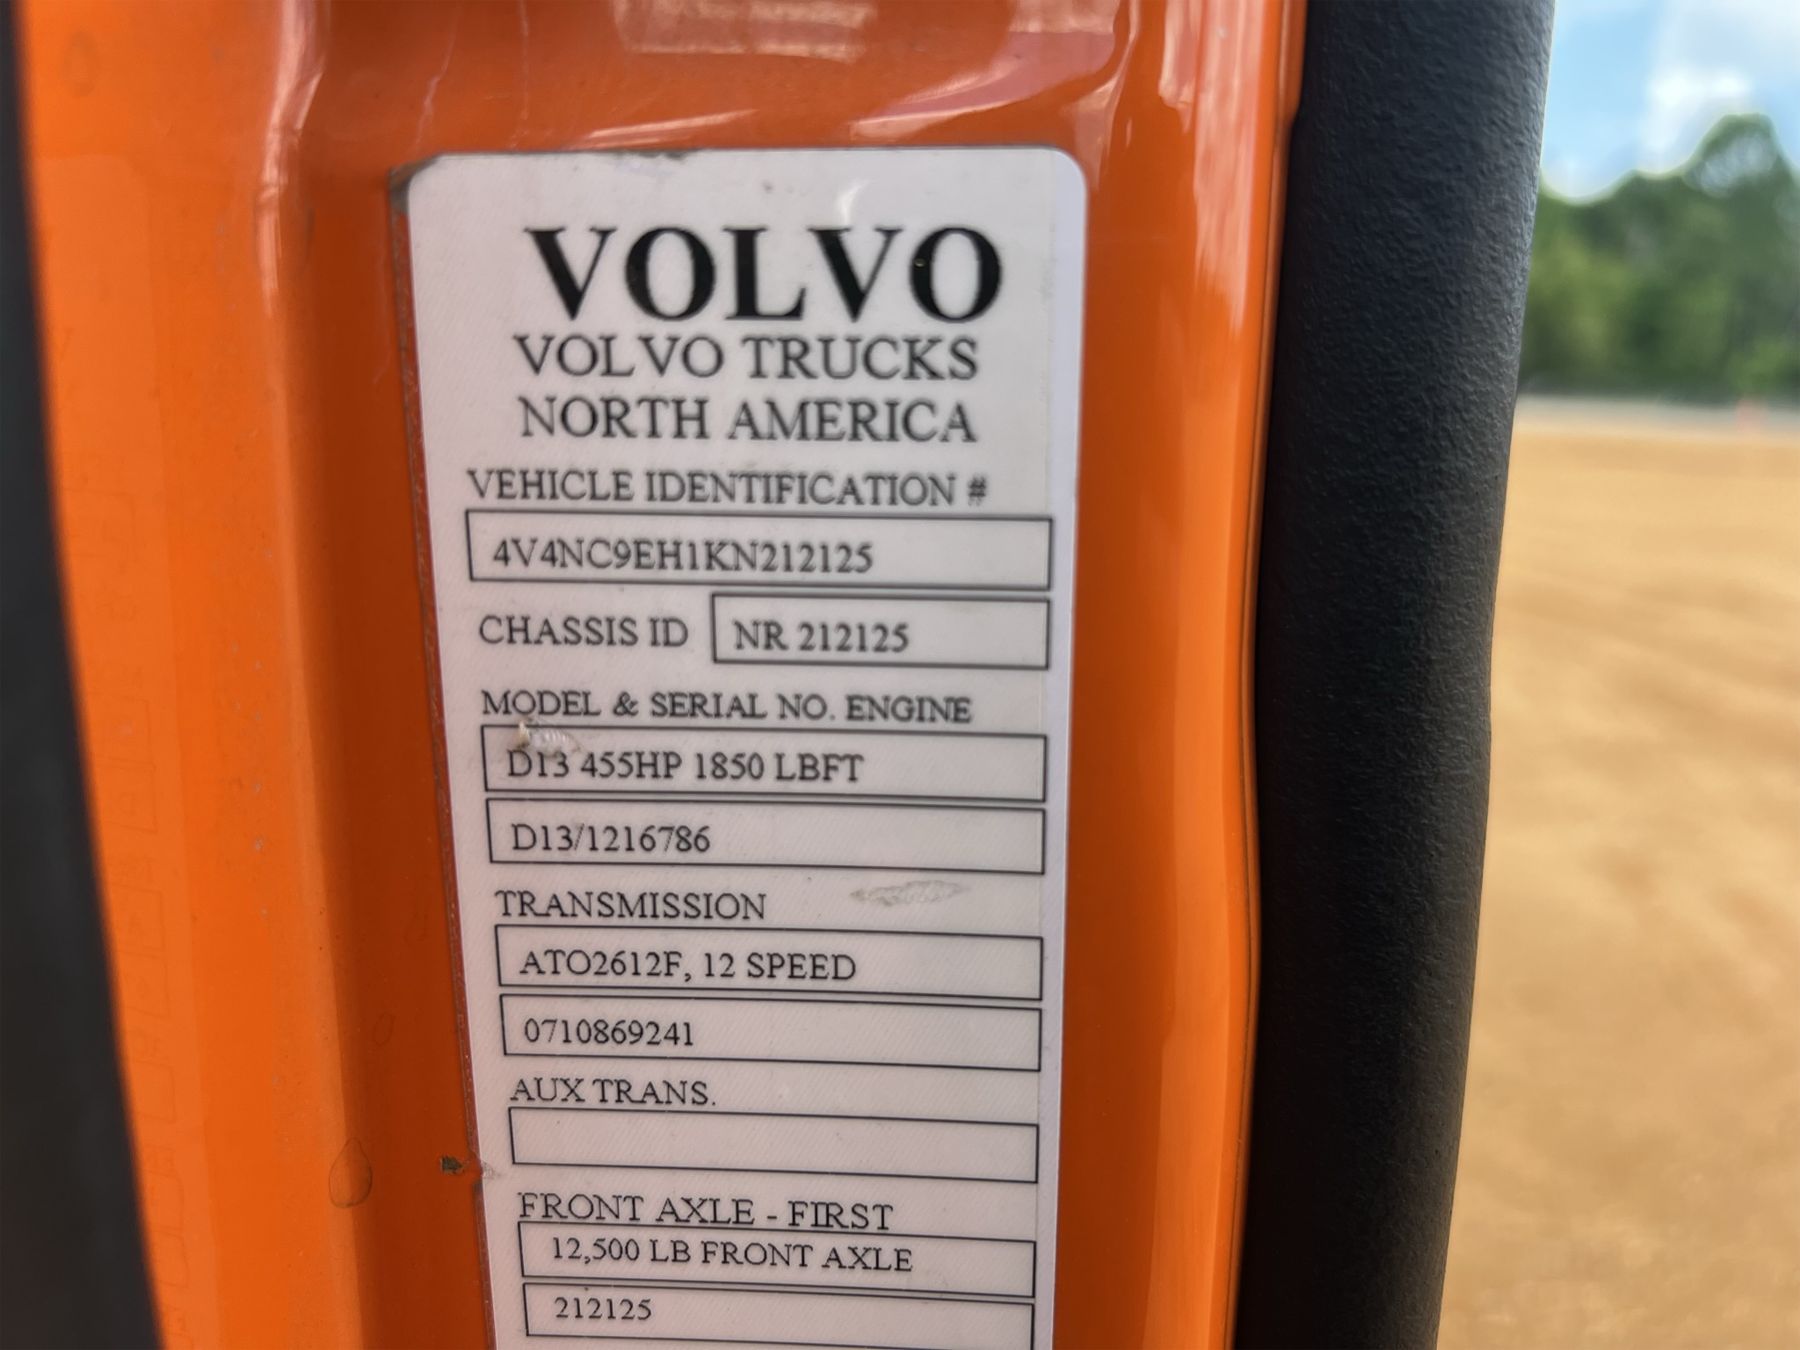 VOLVO
VOLVO TRUCKS
NORTH AMERICA
VEHICLE IDENTIFICATION #
4V4NC9EH1KN212125
CHASSIS ID NR 212125
MODEL & SERIAL NO. ENGINE
D13 455HP 1850 LBFT
D13/1216786
TRANSMISSION
ATO2612F, 12 SPEED
0710869241
AUX TRANS.
FRONT AXLE - FIRST
12,500 LB FRONT AXLE
212125